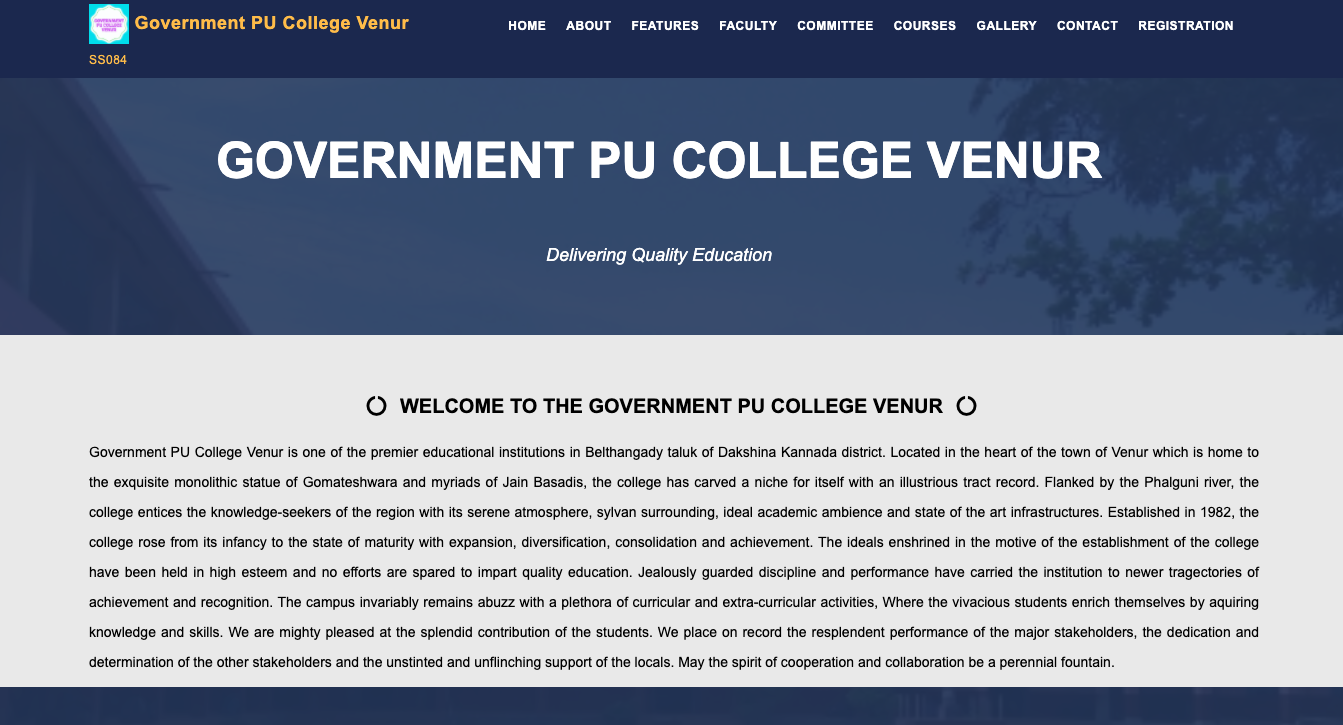 GOVERNMENT
PU COLLEGE
VENUR
Government PU College Venur
SS084
HOME ABOUT FEATURES FACULTY COMMITTEE COURSES GALLERY CONTACT REGISTRATION
GOVERNMENT PU COLLEGE VENUR
Delivering Quality Education
WELCOME TO THE GOVERNMENT PU COLLEGE VENUR
Government PU College Venur is one of the premier educational institutions in Belthangady taluk of Dakshina Kannada district. Located in the heart of the town of Venur which is home to
the exquisite monolithic statue of Gomateshwara and myriads of Jain Basadis, the college has carved a niche for itself with an illustrious tract record. Flanked by the Phalguni river, the
college entices the knowledge-seekers of the region with its serene atmosphere, sylvan surrounding, ideal academic ambience and state of the art infrastructures. Established in 1982, the
college rose from its infancy to the state of maturity with expansion, diversification, consolidation and achievement. The ideals enshrined in the motive of the establishment of the college
have been held in high esteem and no efforts are spared to impart quality education. Jealously guarded discipline and performance have carried the institution to newer tragectories of
achievement and recognition. The campus invariably remains abuzz with a plethora of curricular and extra-curricular activities, Where the vivacious students enrich themselves by aquiring
knowledge and skills. We are mighty pleased at the splendid contribution of the students. We place on record the resplendent performance of the major stakeholders, the dedication and
determination of the other stakeholders and the unstinted and unflinching support of the locals. May the spirit of cooperation and collaboration be a perennial fountain.